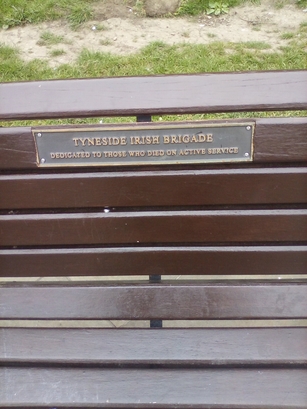 TYNESIDE IRISH BRIGADE
DEDICATED TO THOSE WHO DIED ON ACTIVE SERVICE